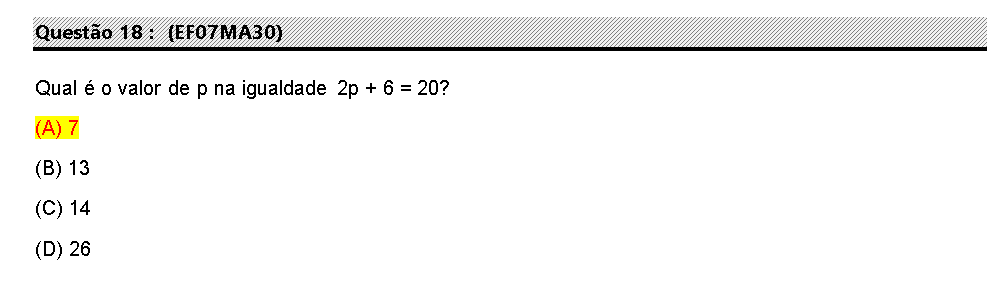 Questão 18 : (EF07MA30)
Qual é o valor de p na igualdade 2p + 6 = 20?
(A) 7
(B) 13
(C) 14
(D) 26